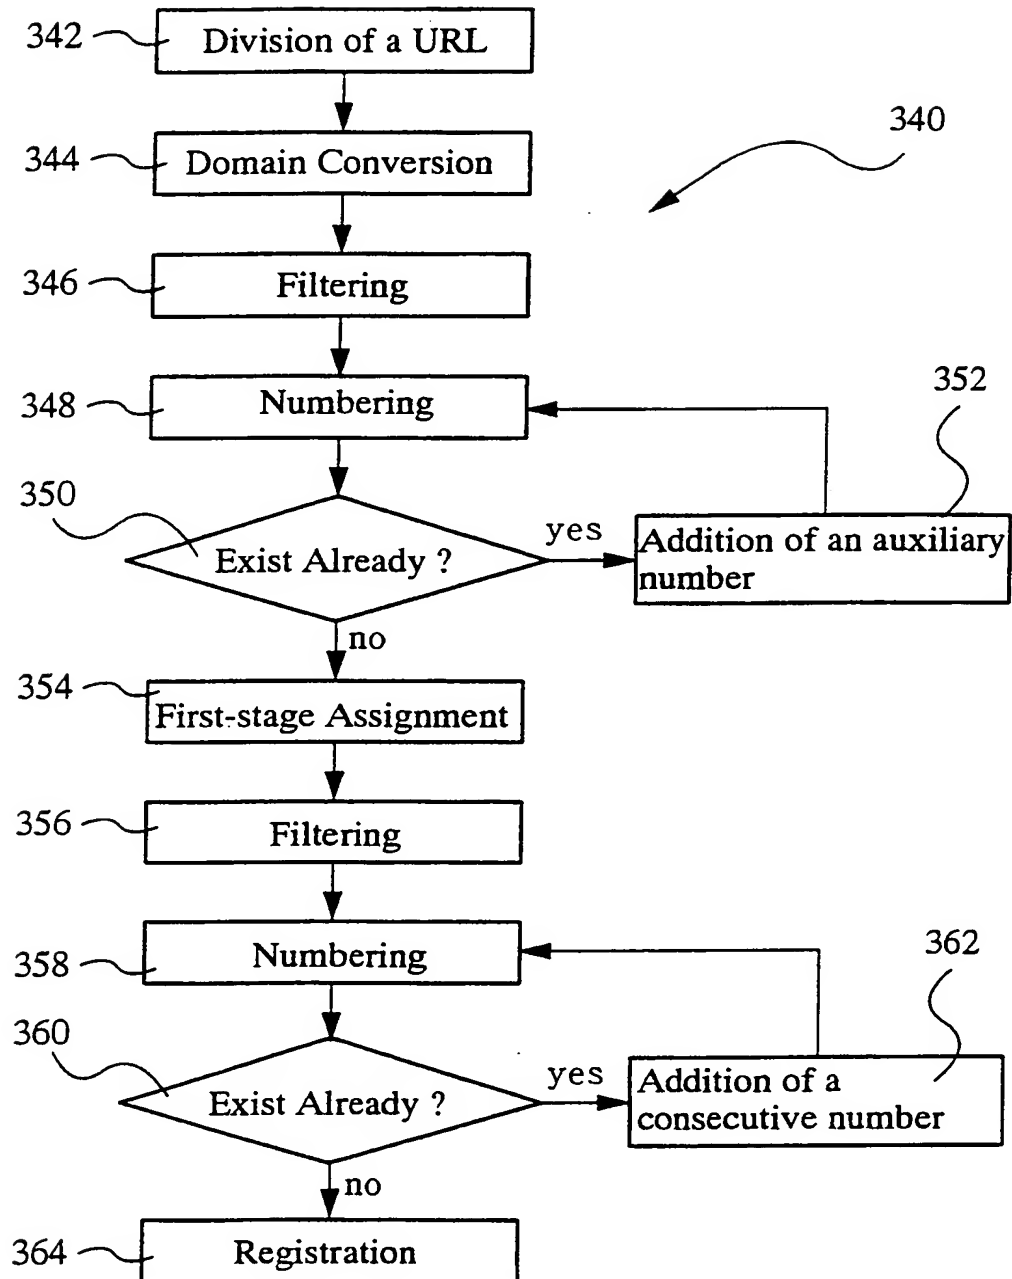 342 Division of a URL
344 Domain Conversion
340
346 Filtering
348 Numbering
352
350 Exist Already ?
yes
Addition of an auxiliary
number
no
354 First-stage Assignment
356 Filtering
358 Numbering
362
360 Exist Already ?
yes
Addition of a
consecutive number
no
364 Registration